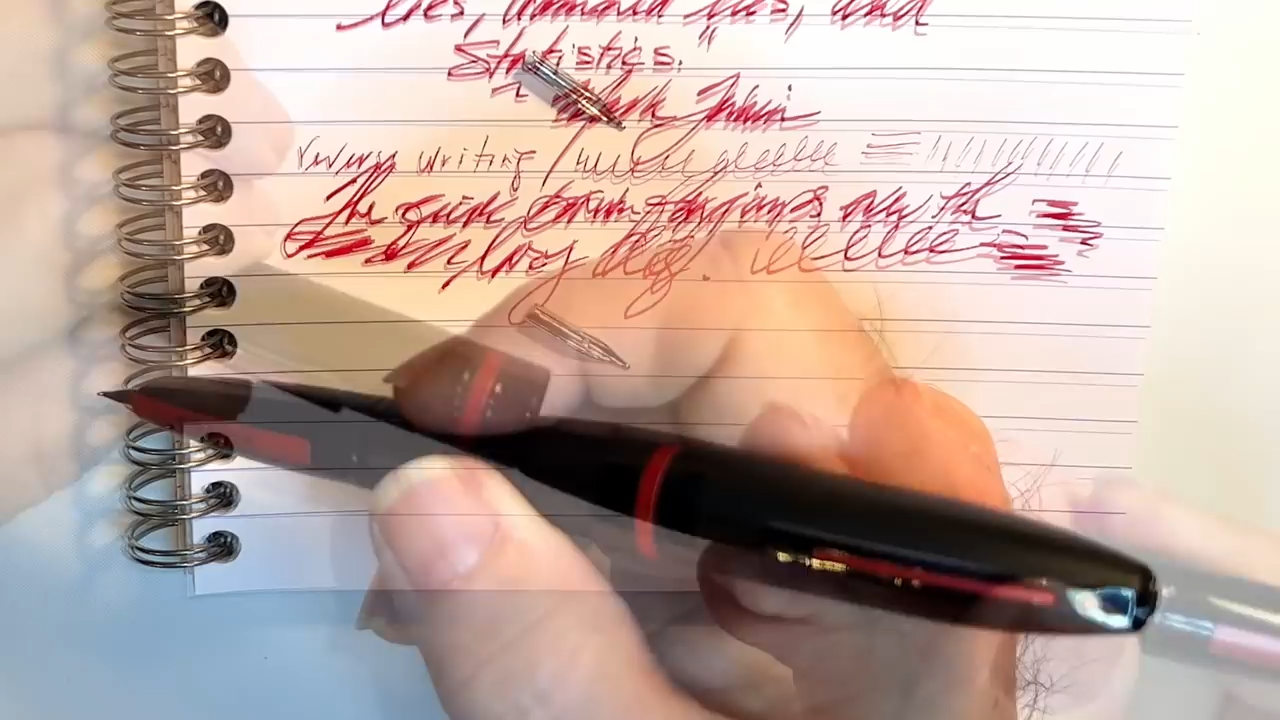 lies, damned lies, and
Statistics."
~ Mark Twain
reverse writing
The quick brown fox jumps over the
lazy dog.